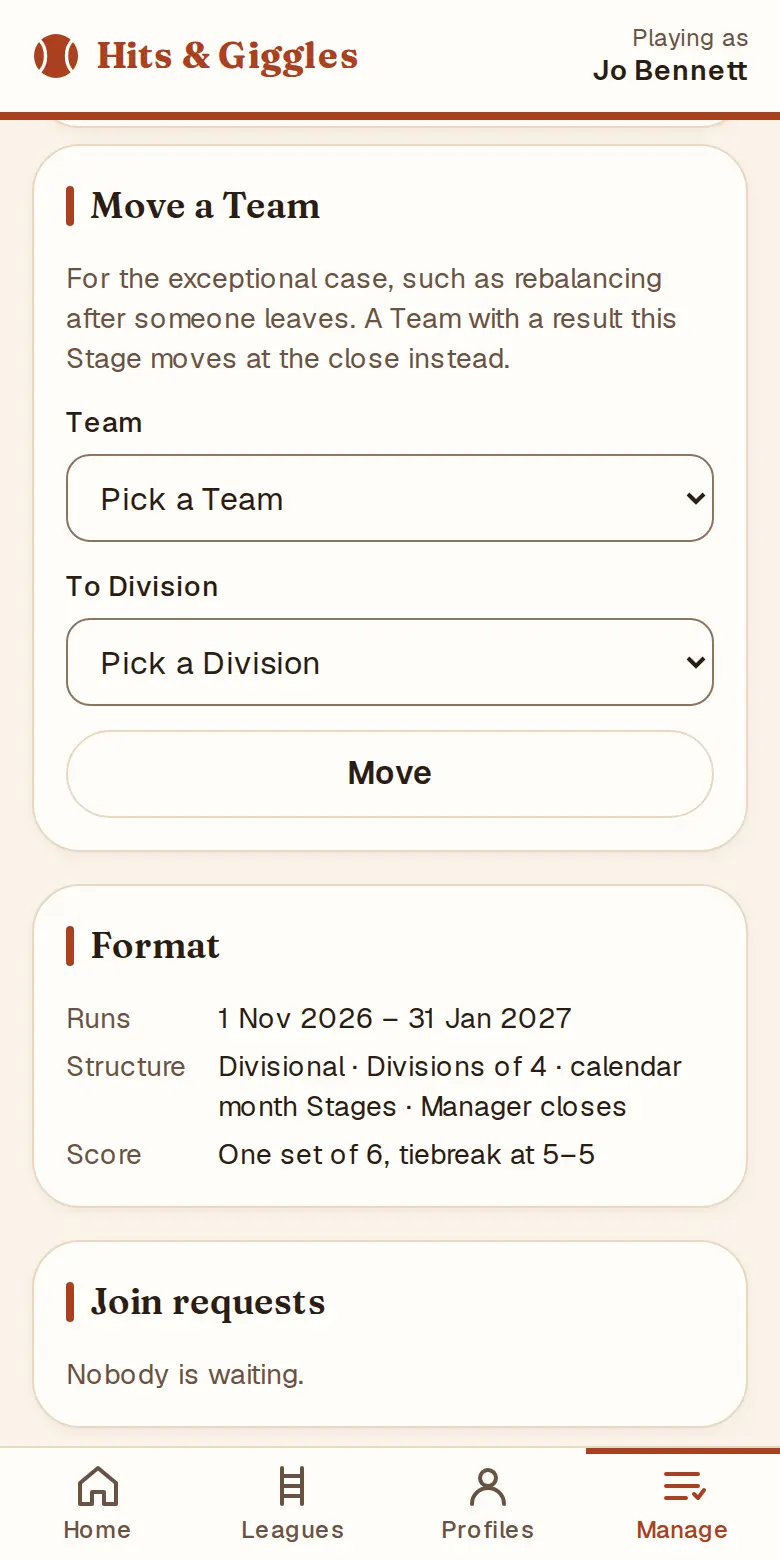 Hits & Giggles
Playing as
Jo Bennett
Move a Team
For the exceptional case, such as rebalancing
after someone leaves. A Team with a result this
Stage moves at the close instead.
Team
Pick a Team
To Division
Pick a Division
Move
Format
Runs 1 Nov 2026 – 31 Jan 2027
Structure Divisional · Divisions of 4 · calendar
month Stages · Manager closes
Score One set of 6, tiebreak at 5–5
Join requests
Nobody is waiting.
Home Leagues Profiles Manage